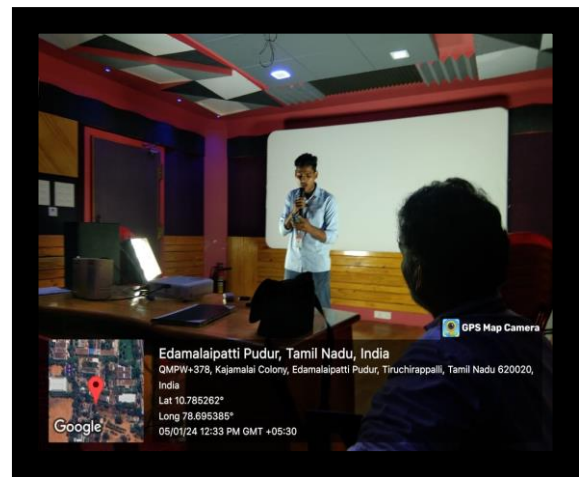 GPS Map Camera
Edamalaipatti Pudur, Tamil Nadu, India
QMPW+378, Kajamalai Colony, Edamalaipatti Pudur, Tiruchirappalli, Tamil Nadu 620020,
India
Lat 10.785262°
Long 78.695385°
05/01/24 12:33 PM GMT +05:30
Google